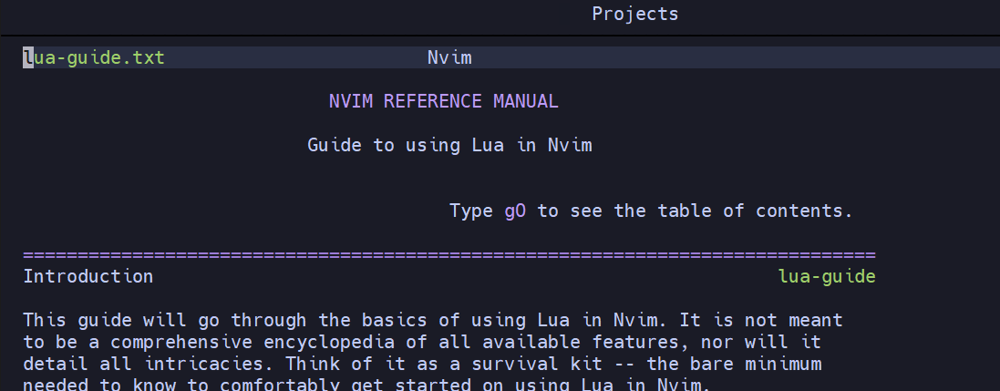 Projects
lua-guide.txt Nvim
NVIM REFERENCE MANUAL
Guide to using Lua in Nvim
Type gO to see the table of contents.
==============================================================================
Introduction lua-guide
This guide will go through the basics of using Lua in Nvim. It is not meant
to be a comprehensive encyclopedia of all available features, nor will it
detail all intricacies. Think of it as a survival kit -- the bare minimum
needed to know to comfortably get started on using Lua in Nvim.